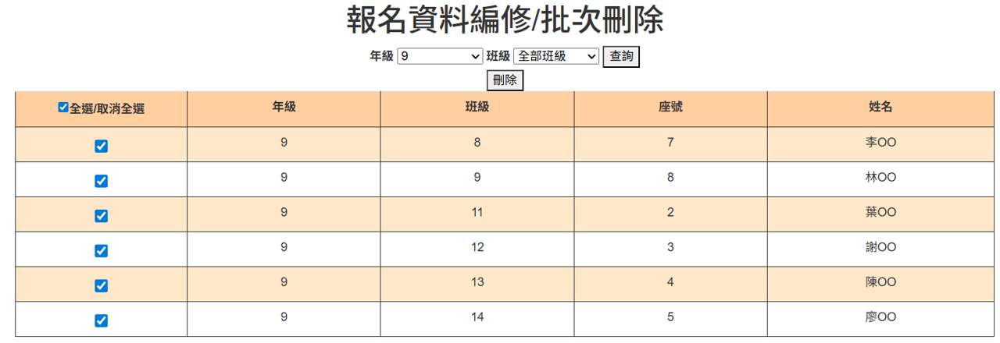 報名資料編修/批次刪除
年級 9 班級 全部班級 查詢
刪除
全選/取消全選 年級 班級 座號 姓名
9 8 7 李OO
9 9 8 林OO
9 11 2 葉OO
9 12 3 謝OO
9 13 4 陳OO
9 14 5 廖OO